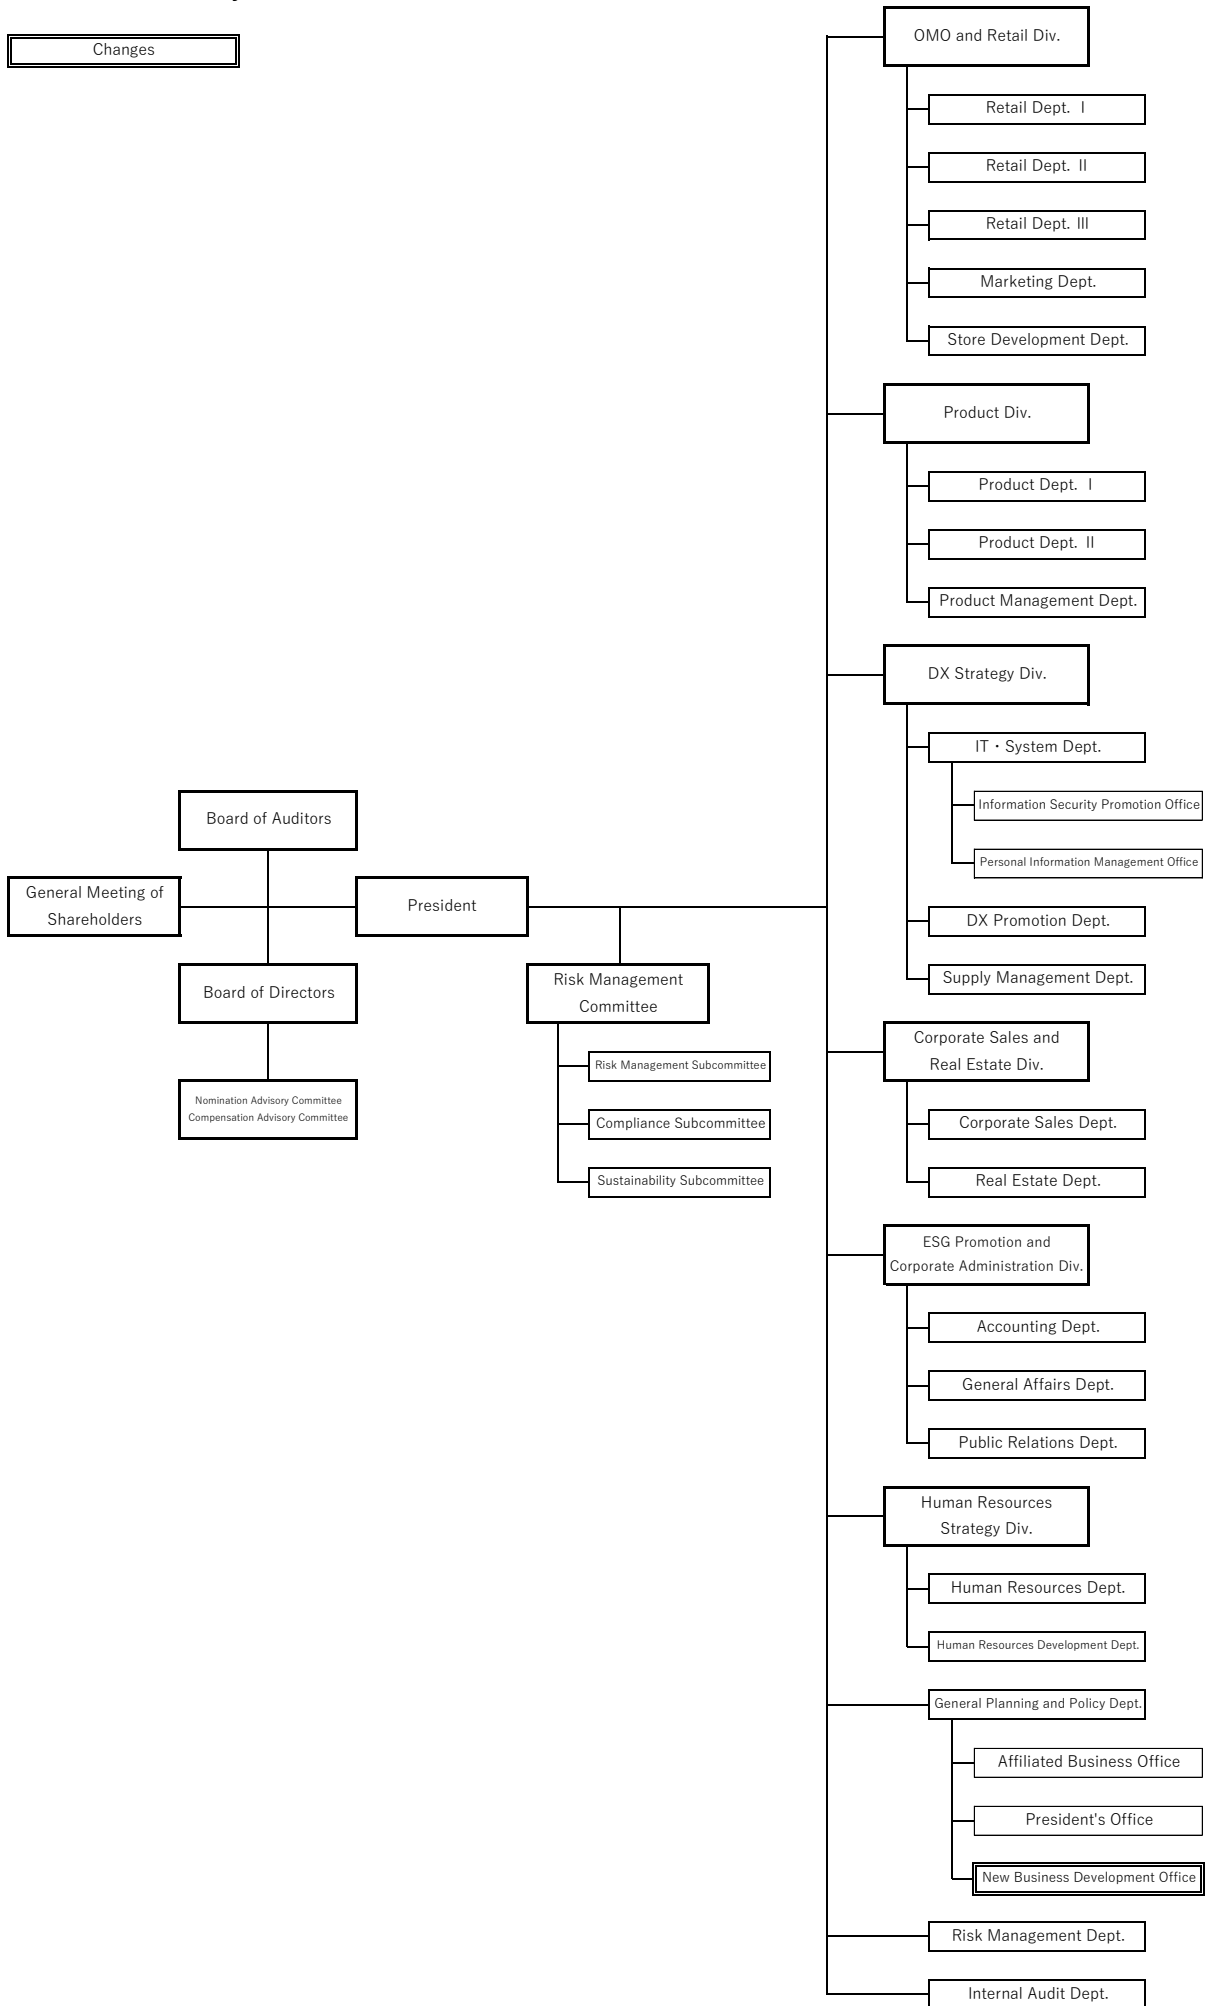 Changes
OMO and Retail Div.
Retail Dept. Ⅰ
Retail Dept. Ⅱ
Retail Dept. Ⅲ
Marketing Dept.
Store Development Dept.
Product Div.
Product Dept. Ⅰ
Product Dept. Ⅱ
Product Management Dept.
DX Strategy Div.
IT・System Dept.
Information Security Promotion Office
Personal Information Management Office
DX Promotion Dept.
Supply Management Dept.
Board of Auditors
General Meeting of
Shareholders
President
Board of Directors
Nomination Advisory Committee
Compensation Advisory Committee
Risk Management
Committee
Risk Management Subcommittee
Compliance Subcommittee
Sustainability Subcommittee
Corporate Sales and
Real Estate Div.
Corporate Sales Dept.
Real Estate Dept.
ESG Promotion and
Corporate Administration Div.
Accounting Dept.
General Affairs Dept.
Public Relations Dept.
Human Resources
Strategy Div.
Human Resources Dept.
Human Resources Development Dept.
General Planning and Policy Dept.
Affiliated Business Office
President's Office
New Business Development Office
Risk Management Dept.
Internal Audit Dept.